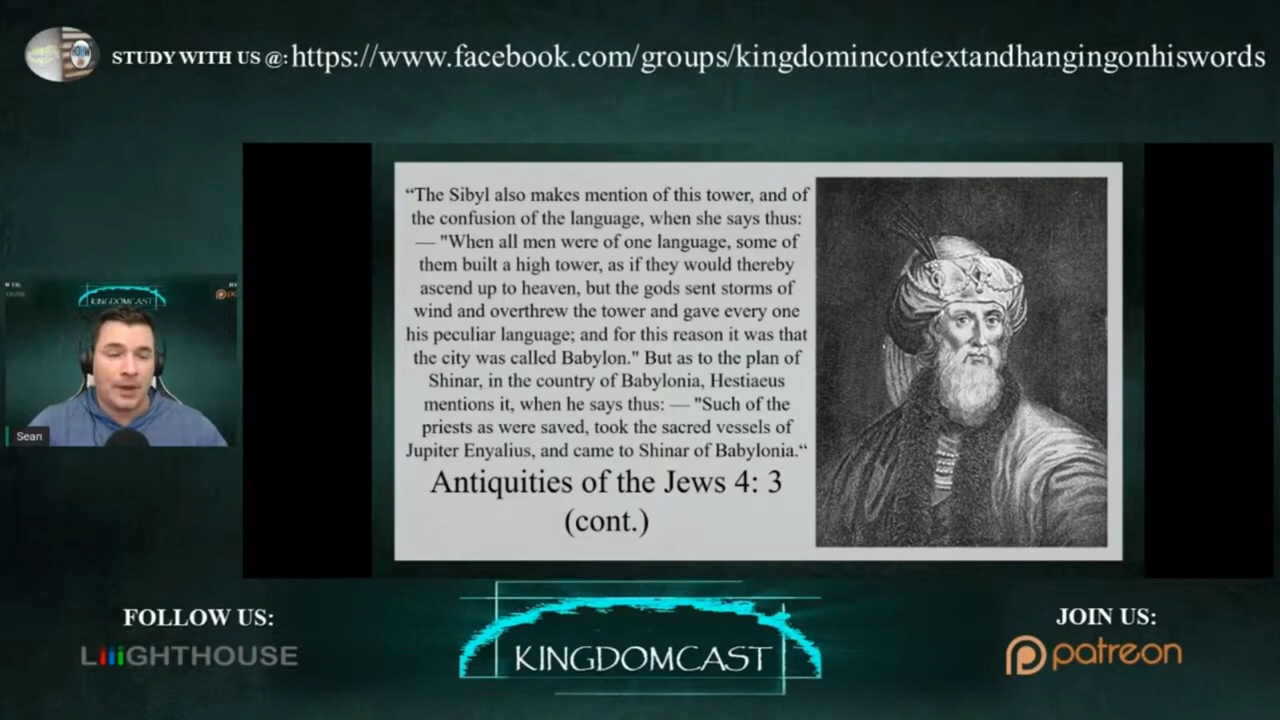 STUDY WITH US @: https://www.facebook.com/groups/kingdomincontextandhangingonhiswords
“The Sibyl also makes mention of this tower, and of
the confusion of the language, when she says thus:
— "When all men were of one language, some of
them built a high tower, as if they would thereby
ascend up to heaven, but the gods sent storms of
wind and overthrew the tower and gave every one
his peculiar language; and for this reason it was that
the city was called Babylon." But as to the plan of
Shinar, in the country of Babylonia, Hestiaeus
mentions it, when he says thus: — "Such of the
priests as were saved, took the sacred vessels of
Jupiter Enyalius, and came to Shinar of Babylonia.“
Antiquities of the Jews 4: 3
(cont.)
KINGDOMCAST
Sean
FOLLOW US:
LIIIGHTHOUSE
KINGDOMCAST
JOIN US:
patreon